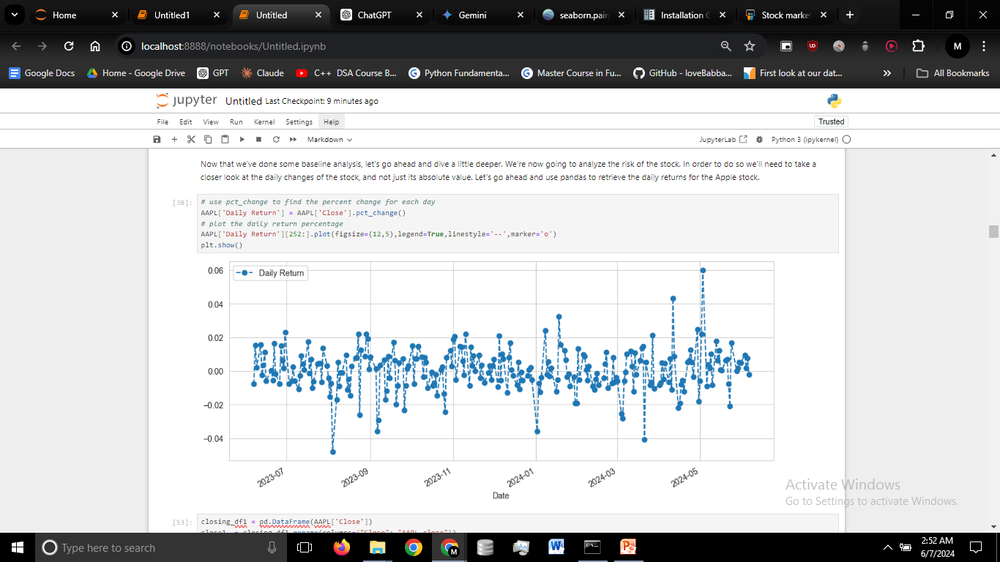 Home
Untitled1
Untitled
ChatGPT
Gemini
seaborn.pair
Installation
Stock market
localhost:8888/notebooks/Untitled.ipynb
UD
M
Google Docs
Home - Google Drive
GPT
Claude
C++ DSA Course B...
Python Fundamenta...
Master Course in Fu...
GitHub - loveBabba...
First look at our dat...
»
All Bookmarks
jupyter Untitled Last Checkpoint: 9 minutes ago
File Edit View Run Kernel Settings Help
Trusted
Markdown
JupyterLab
Python 3 (ipykernel)
Now that we've done some baseline analysis, let's go ahead and dive a little deeper. We're now going to analyze the risk of the stock. In order to do so we'll need to take a
closer look at the daily changes of the stock, and not just its absolute value. Let's go ahead and use pandas to retrieve the daily returns for the Apple stock.
[38]:
# use pct_change to find the percent change for each day
AAPL['Daily Return'] = AAPL['Close'].pct_change()
# plot the daily return percentage
AAPL['Daily Return'][252:].plot(figsize=(12,5),legend=True,linestyle='--',marker='o')
plt.show()
Daily Return
0.06
0.04
0.02
0.00
−0.02
−0.04
2023-07
2023-09
2023-11
2024-01
2024-03
2024-05
Date
Activate Windows
Go to Settings to activate Windows.
[53]:
closing_df1 = pd.DataFrame(AAPL['Close'])
close1 = closing_df1.rename(columns={"Close": "AAPL_close"})
Type here to search
M
2:52 AM
6/7/2024